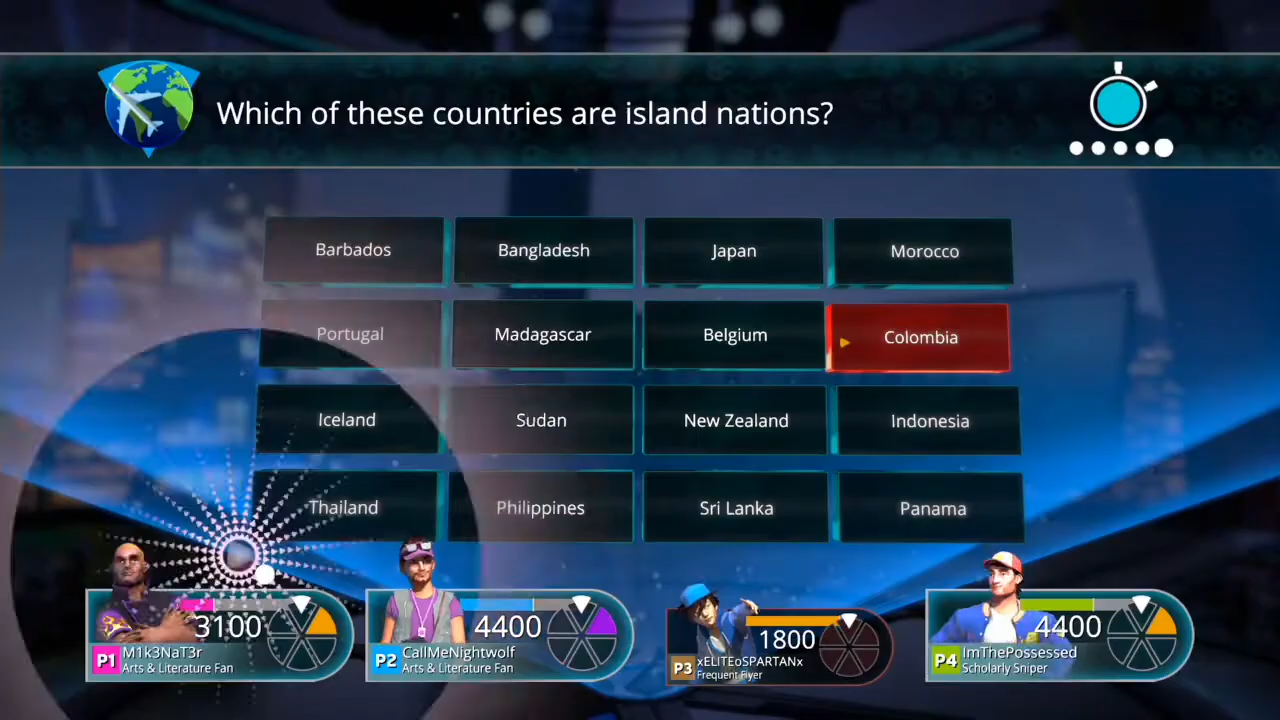 Which of these countries are island nations?
Barbados
Bangladesh
Japan
Morocco
Portugal
Madagascar
Belgium
Colombia
Iceland
Sudan
New Zealand
Indonesia
Thailand
Philippines
Sri Lanka
Panama
3100
P1 M1k3NaT3r
Arts & Literature Fan
4400
P2 CallMeNightwolf
Arts & Literature Fan
1800
P3 xELITEoSPARTANx
Frequent Flyer
4400
P4 ImThePossessed
Scholarly Sniper